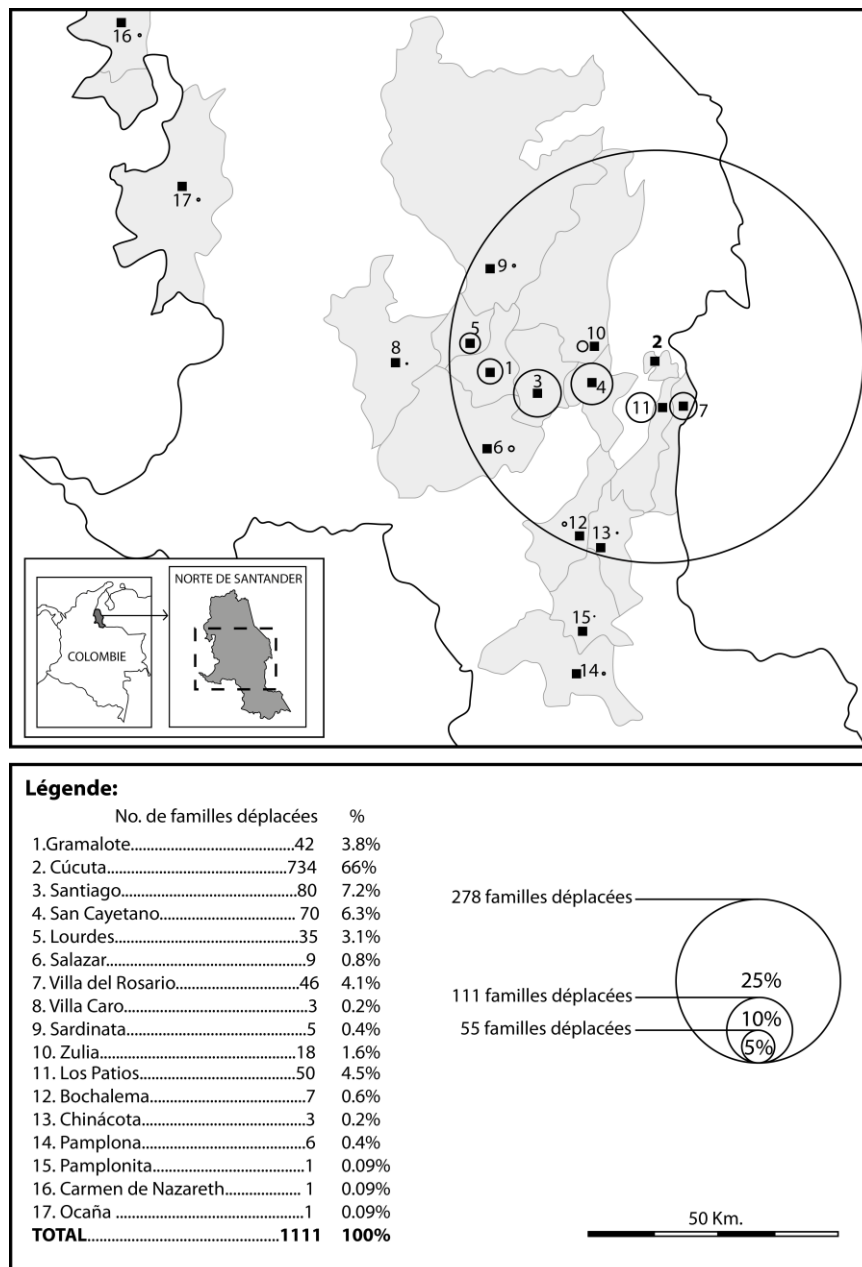 16
17
9
5
10
8
2
1
3
4
11
7
6
12
13
15
14
NORTE DE SANTANDER
COLOMBIE
Légende:
No. de familles déplacées %
1.Gramalote..................................42 3.8%
2. Cúcuta.......................................734 66%
3. Santiago....................................80 7.2%
4. San Cayetano............................ 70 6.3%
5. Lourdes.....................................35 3.1%
6. Salazar.......................................9 0.8%
7. Villa del Rosario........................46 4.1%
8. Villa Caro...................................3 0.2%
9. Sardinata...................................5 0.4%
10. Zulia.........................................18 1.6%
11. Los Patios................................50 4.5%
12. Bochalema..............................7 0.6%
13. Chinácota................................3 0.2%
14. Pamplona................................6 0.4%
15. Pamplonita..............................1 0.09%
16. Carmen de Nazareth................ 1 0.09%
17. Ocaña ......................................1 0.09%
TOTAL..............................................1111 100%
278 familles déplacées
25%
111 familles déplacées
10%
55 familles déplacées
5%
50 Km.